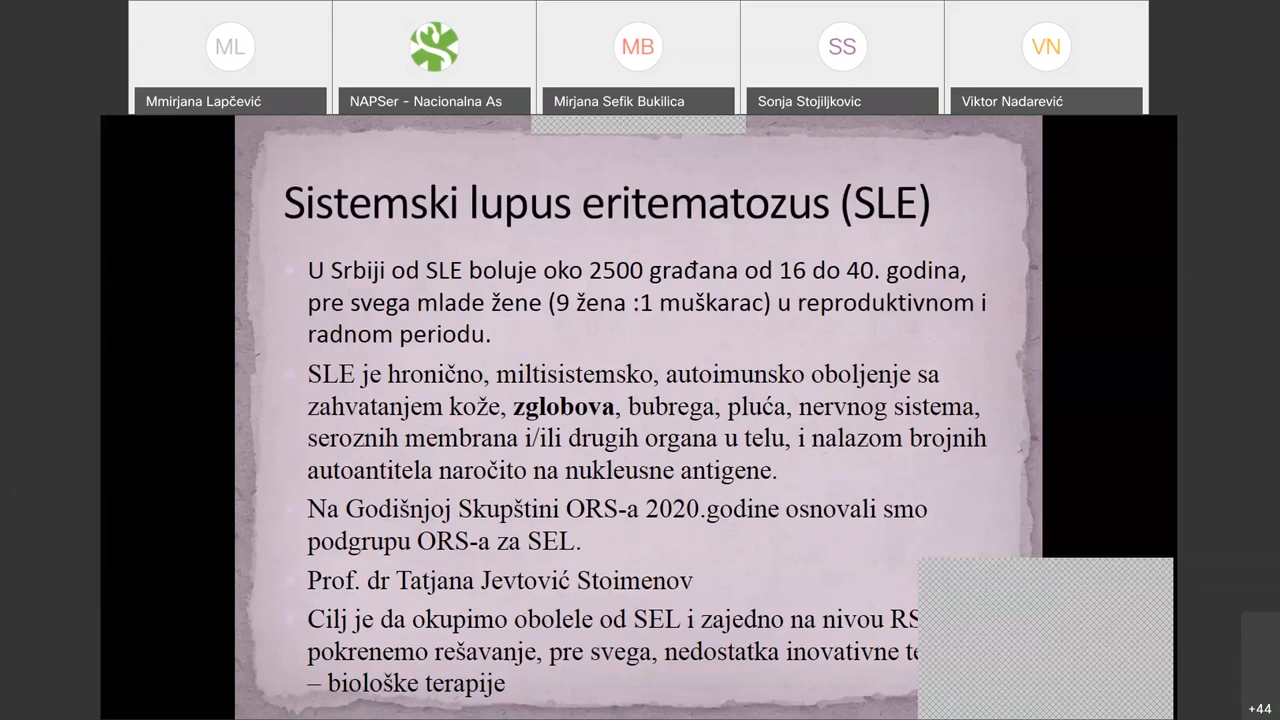 ML
MB
SS
VN
Mmirjana Lapčević
NAPSer - Nacionalna As
Mirjana Sefik Bukilica
Sonja Stojiljkovic
Viktor Nadarević
Sistemski lupus eritematozus (SLE)
U Srbiji od SLE boluje oko 2500 građana od 16 do 40. godina,
pre svega mlade žene (9 žena :1 muškarac) u reproduktivnom i
radnom periodu.
SLE je hronično, miltisistemsko, autoimunsko oboljenje sa
zahvatanjem kože, zglobova, bubrega, pluća, nervnog sistema,
seroznih membrana i/ili drugih organa u telu, i nalazom brojnih
autoantitela naročito na nukleusne antigene.
Na Godišnjoj Skupštini ORS-a 2020.godine osnovali smo
podgrupu ORS-a za SEL.
Prof. dr Tatjana Jevtović Stoimenov
Cilj je da okupimo obolele od SEL i zajedno na nivou RS
pokrenemo rešavanje, pre svega, nedostatka inovativne
– biološke terapije
+44